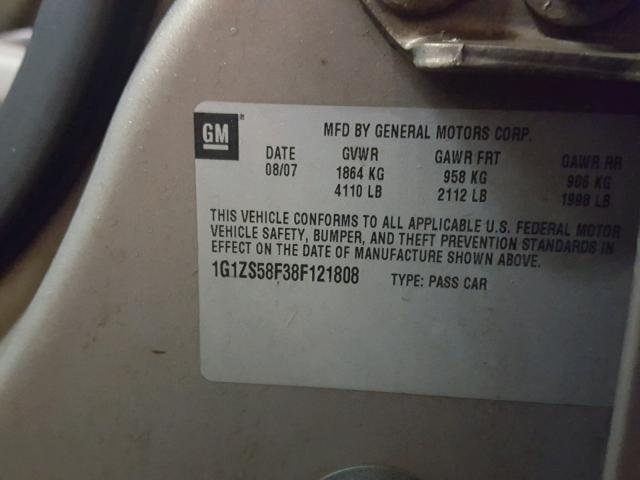 GM
MFD BY GENERAL MOTORS CORP.
DATE GVWR GAWR FRT GAWR RR
08/07 1864 KG 958 KG 906 KG
4110 LB 2112 LB 1998 LB
THIS VEHICLE CONFORMS TO ALL APPLICABLE U.S. FEDERAL MOTOR
VEHICLE SAFETY, BUMPER, AND THEFT PREVENTION STANDARDS IN
EFFECT ON THE DATE OF MANUFACTURE SHOWN ABOVE.
1G1ZS58F38F121808 TYPE: PASS CAR